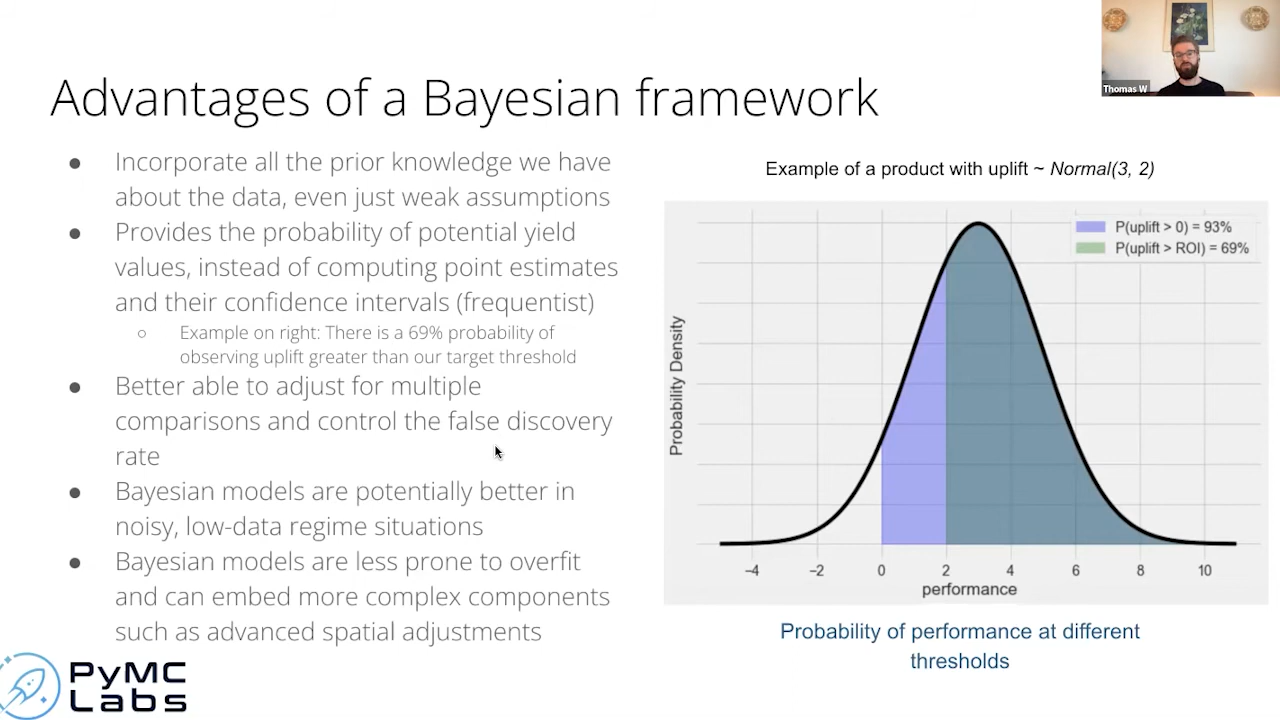 Thomas W
Advantages of a Bayesian framework
● Incorporate all the prior knowledge we have
about the data, even just weak assumptions
● Provides the probability of potential yield
values, instead of computing point estimates
and their confidence intervals (frequentist)
○ Example on right: There is a 69% probability of
observing uplift greater than our target threshold
● Better able to adjust for multiple
comparisons and control the false discovery
rate
● Bayesian models are potentially better in
noisy, low-data regime situations
● Bayesian models are less prone to overfit
and can embed more complex components
such as advanced spatial adjustments
Example of a product with uplift ~ Normal(3, 2)
P(uplift > 0) = 93%
P(uplift > ROI) = 69%
Probability Density
−4 −2 0 2 4 6 8 10
performance
Probability of performance at different
thresholds
PyMC
Labs